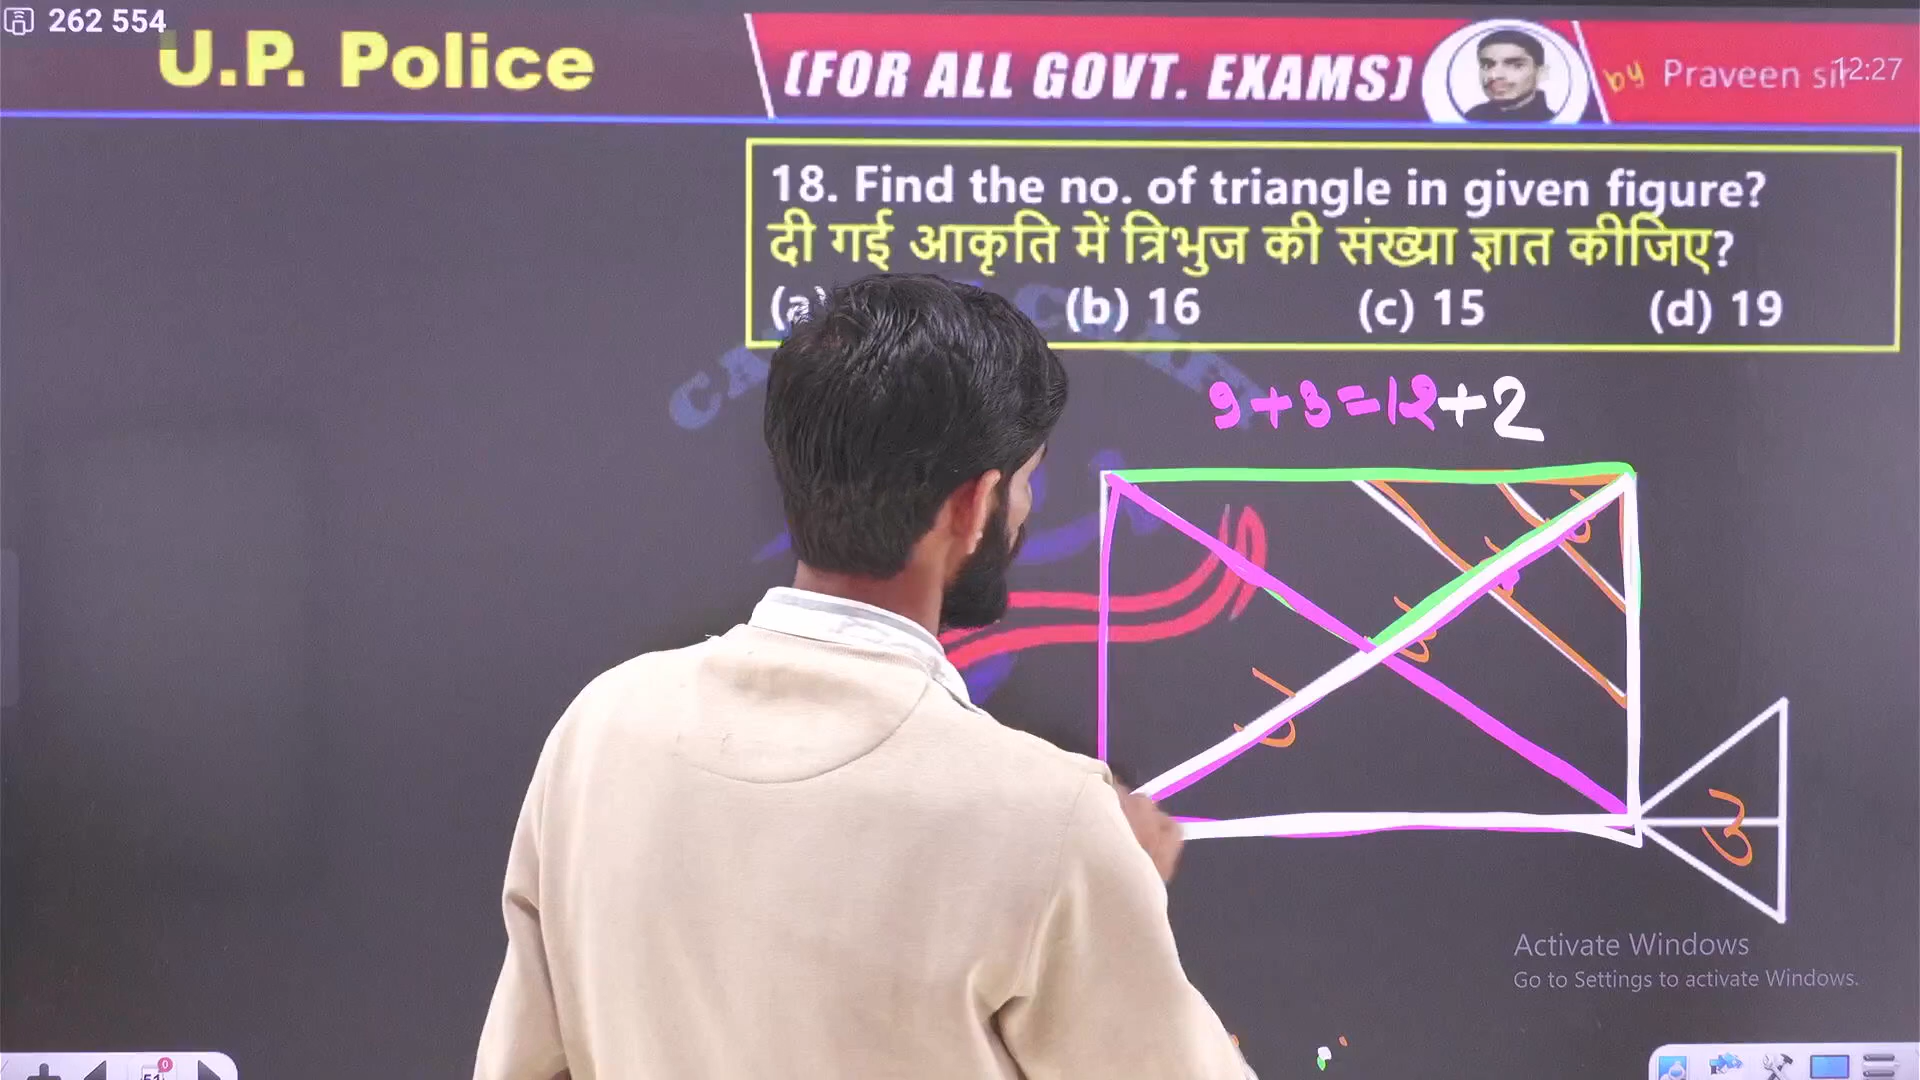 262 554
U.P. Police
(FOR ALL GOVT. EXAMS)
by Praveen sir
12:27
18. Find the no. of triangle in given figure?
दी गई आकृति में त्रिभुज की संख्या ज्ञात कीजिए?
(a) (b) 16 (c) 15 (d) 19
9+3=12+2
3
Activate Windows
Go to Settings to activate Windows.